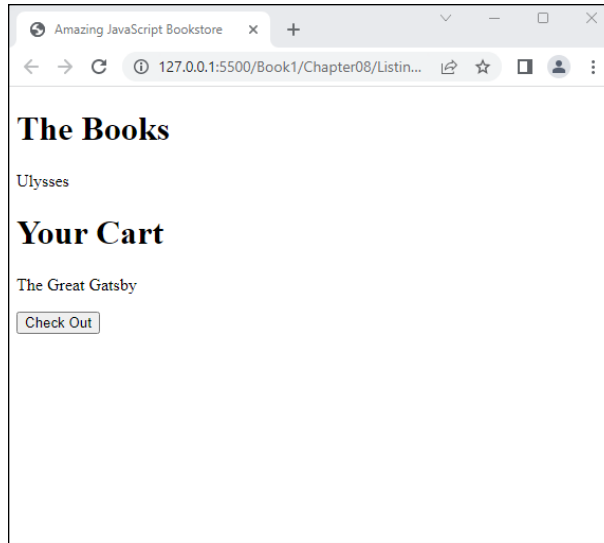 Amazing JavaScript Bookstore
127.0.0.1:5500/Book1/Chapter08/Listin...
The Books
Ulysses
Your Cart
The Great Gatsby
Check Out